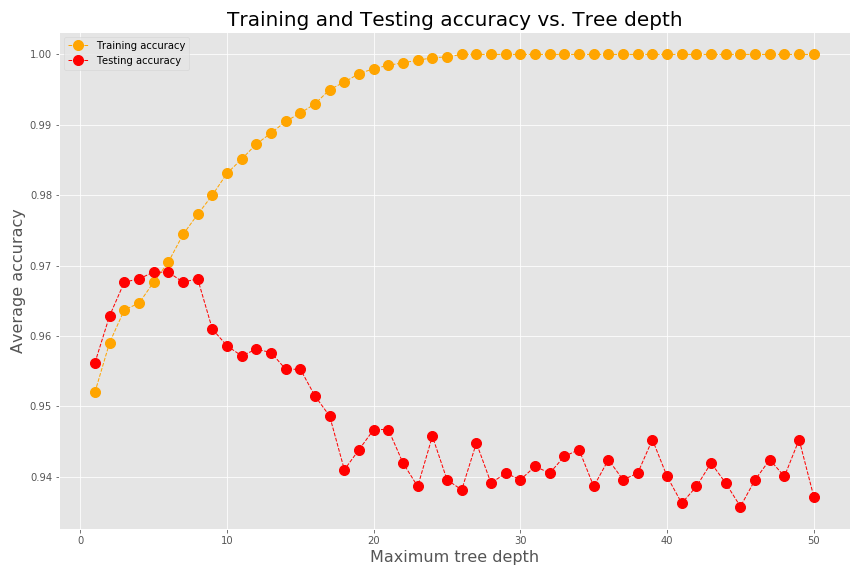 Training and Testing accuracy vs. Tree depth
Training accuracy
Testing accuracy
1.00
0.99
0.98
0.97
0.96
0.95
0.94
Average accuracy
0 10 20 30 40 50
Maximum tree depth